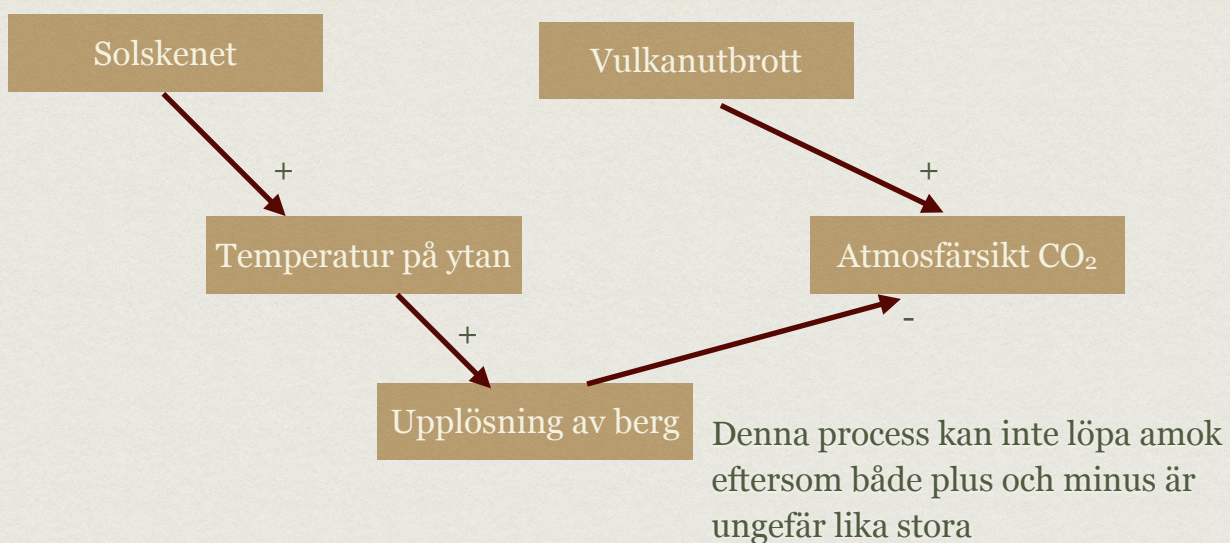 Solskenet
Vulkanutbrott
+
+
Temperatur på ytan
Atmosfärsikt CO₂
+
-
Upplösning av berg
Denna process kan inte löpa amok
eftersom både plus och minus är
ungefär lika stora